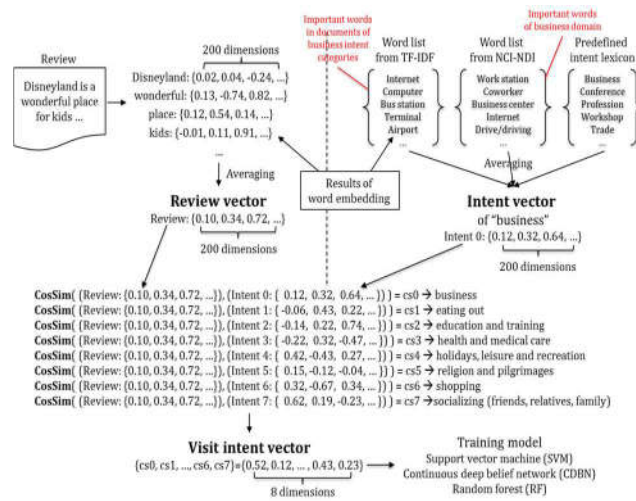 Review
Disneyland is a
wonderful place
for kids ...
200 dimensions
Disneyland: {0.02, 0.04, -0.24, ...}
wonderful: {0.13, -0.74, 0.82, ...}
place: {0.12, 0.54, 0.14, ...}
kids: {-0.01, 0.11, 0.91, ...}
...
Averaging
Review vector
Review: {0.10, 0.34, 0.72, ...}
200 dimensions
Results of
word embedding
Important words
in documents of
business intent
categories
Word list
from TF-IDF
Internet
Computer
Bus station
Terminal
Airport
...
Important words
of business domain
Word list
from NCI-NDI
Work station
Coworker
Business center
Internet
Drive/driving
...
Predefined
intent lexicon
Business
Conference
Profession
Workshop
Trade
...
Averaging
Intent vector
of "business"
Intent 0: {0.12, 0.32, 0.64, ...}
200 dimensions
CosSim( (Review: {0.10, 0.34, 0.72, ...}), (Intent 0: { 0.12, 0.32, 0.64, ... }) ) = cs0 → business
CosSim( (Review: {0.10, 0.34, 0.72, ...}), (Intent 1: { -0.06, 0.43, 0.22, ... }) ) = cs1 → eating out
CosSim( (Review: {0.10, 0.34, 0.72, ...}), (Intent 2: { -0.14, 0.22, 0.74, ... }) ) = cs2 → education and training
CosSim( (Review: {0.10, 0.34, 0.72, ...}), (Intent 3: { -0.22, 0.32, -0.47, ... }) ) = cs3 → health and medical care
CosSim( (Review: {0.10, 0.34, 0.72, ...}), (Intent 4: { 0.42, -0.43, 0.27, ... }) ) = cs4 → holidays, leisure and recreation
CosSim( (Review: {0.10, 0.34, 0.72, ...}), (Intent 5: { 0.15, -0.12, -0.04, ... }) ) = cs5 → religion and pilgrimages
CosSim( (Review: {0.10, 0.34, 0.72, ...}), (Intent 6: { 0.32, -0.67, 0.34, ... }) ) = cs6 → shopping
CosSim( (Review: {0.10, 0.34, 0.72, ...}), (Intent 7: { 0.62, 0.19, -0.23, ... }) ) = cs7 → socializing (friends, relatives, family)
Visit intent vector
{cs0, cs1, ..., cs6, cs7}={0.52, 0.12, ... , 0.43, 0.23}
8 dimensions
Training model
Support vector machine (SVM)
Continuous deep belief network (CDBN)
Random forest (RF)